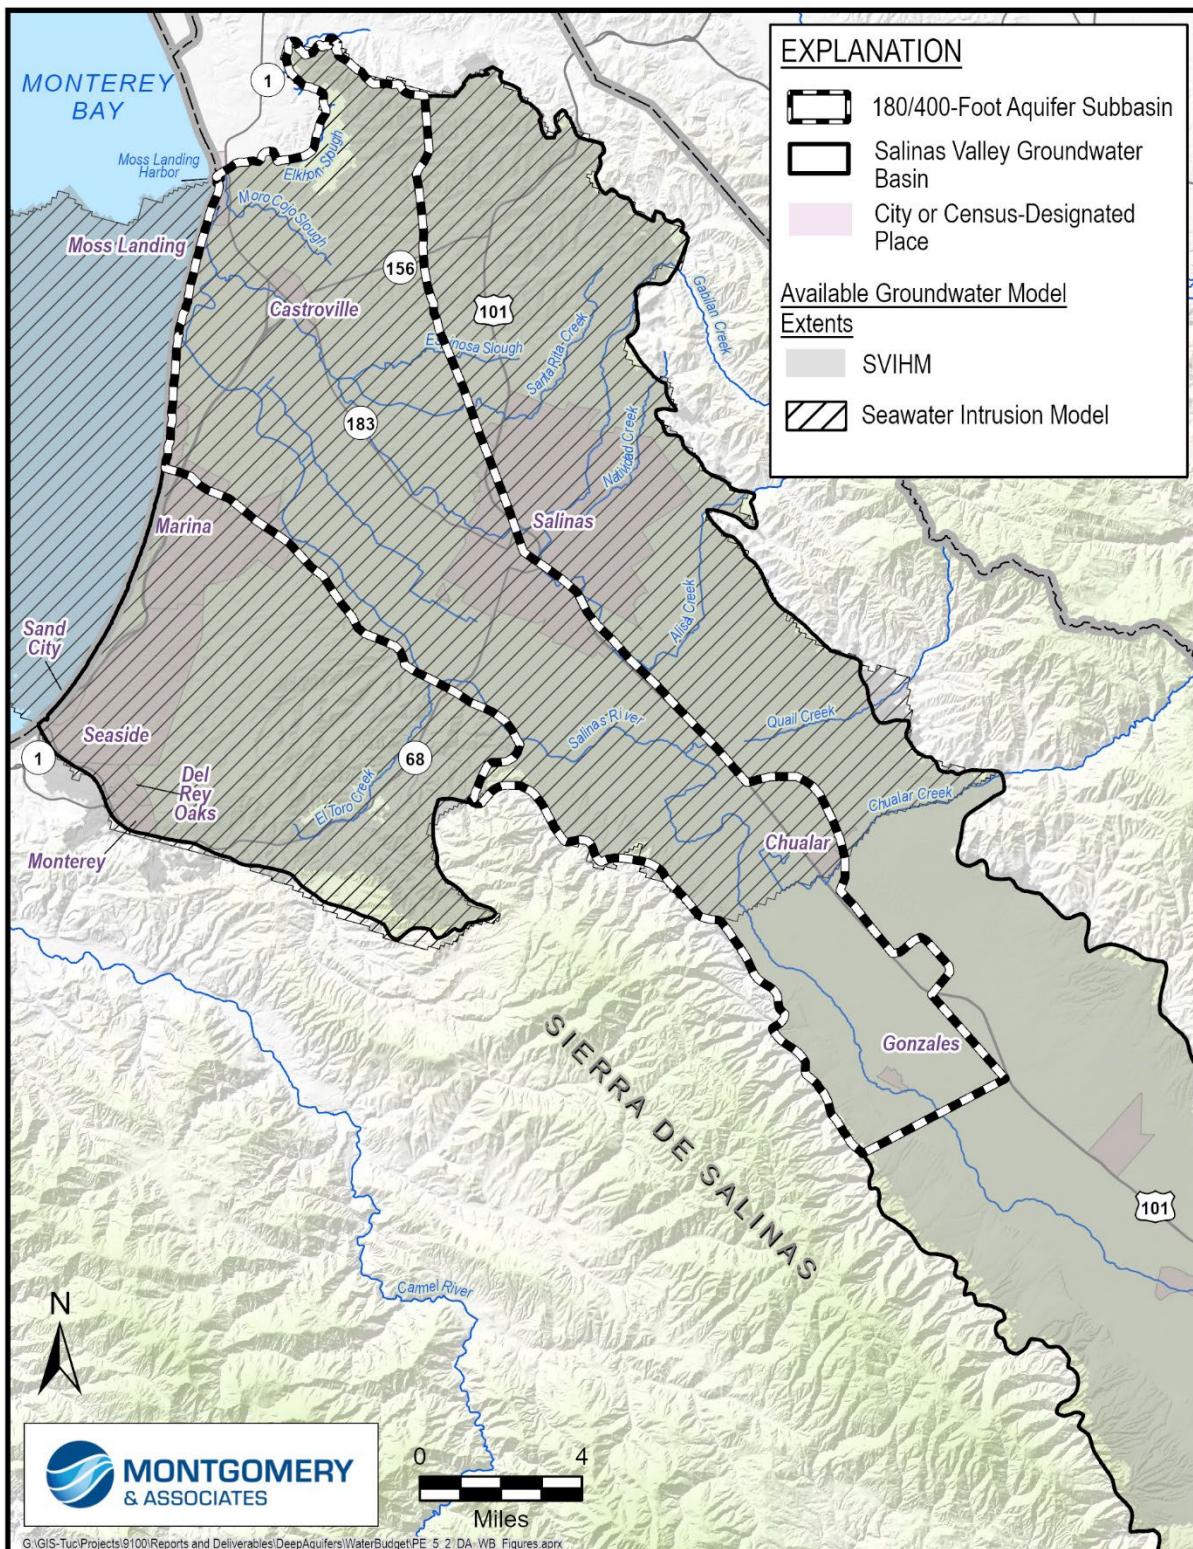 EXPLANATION
180/400-Foot Aquifer Subbasin
Salinas Valley Groundwater
Basin
City or Census-Designated
Place
Available Groundwater Model
Extents
SVIHM
Seawater Intrusion Model
MONTEREY
BAY
1
Moss Landing
Harbor
Elkhorn Slough
Moro Cojo Slough
Moss Landing
156
Castroville
101
Gabilan Creek
Espinosa Slough
Santa Rita Creek
183
Natividad Creek
Marina
Salinas
Alisal Creek
Sand
City
Seaside
Salinas River
Quail Creek
1
68
Del
Rey
Oaks
El Toro Creek
Chualar Creek
Monterey
Chualar
Gonzales
SIERRA DE SALINAS
101
Carmel River
N
MONTGOMERY
& ASSOCIATES
0 4
Miles
G:\GIS-Tuc\Projects\9100\Reports and Deliverables\DeepAquifers\WaterBudget\PE_5_2_DA_WB_Figures.aprx